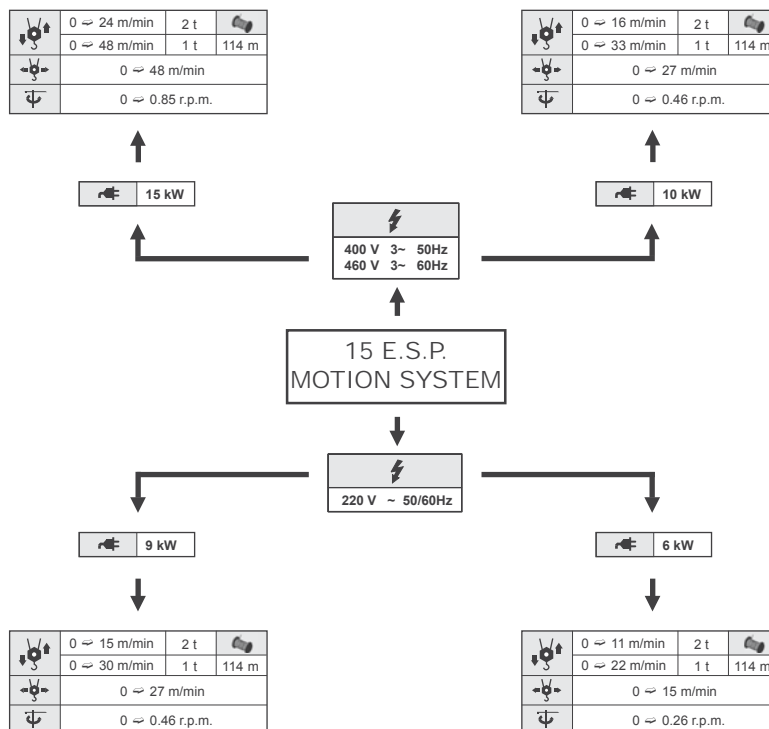 0 ➫ 24 m/min 2 t
0 ➫ 48 m/min 1 t 114 m
0 ➫ 48 m/min
0 ➫ 0.85 r.p.m.
0 ➫ 16 m/min 2 t
0 ➫ 33 m/min 1 t 114 m
0 ➫ 27 m/min
0 ➫ 0.46 r.p.m.
15 kW
10 kW
400 V 3~ 50Hz
460 V 3~ 60Hz
15 E.S.P.
MOTION SYSTEM
220 V ~ 50/60Hz
9 kW
6 kW
0 ➫ 15 m/min 2 t
0 ➫ 30 m/min 1 t 114 m
0 ➫ 27 m/min
0 ➫ 0.46 r.p.m.
0 ➫ 11 m/min 2 t
0 ➫ 22 m/min 1 t 114 m
0 ➫ 15 m/min
0 ➫ 0.26 r.p.m.